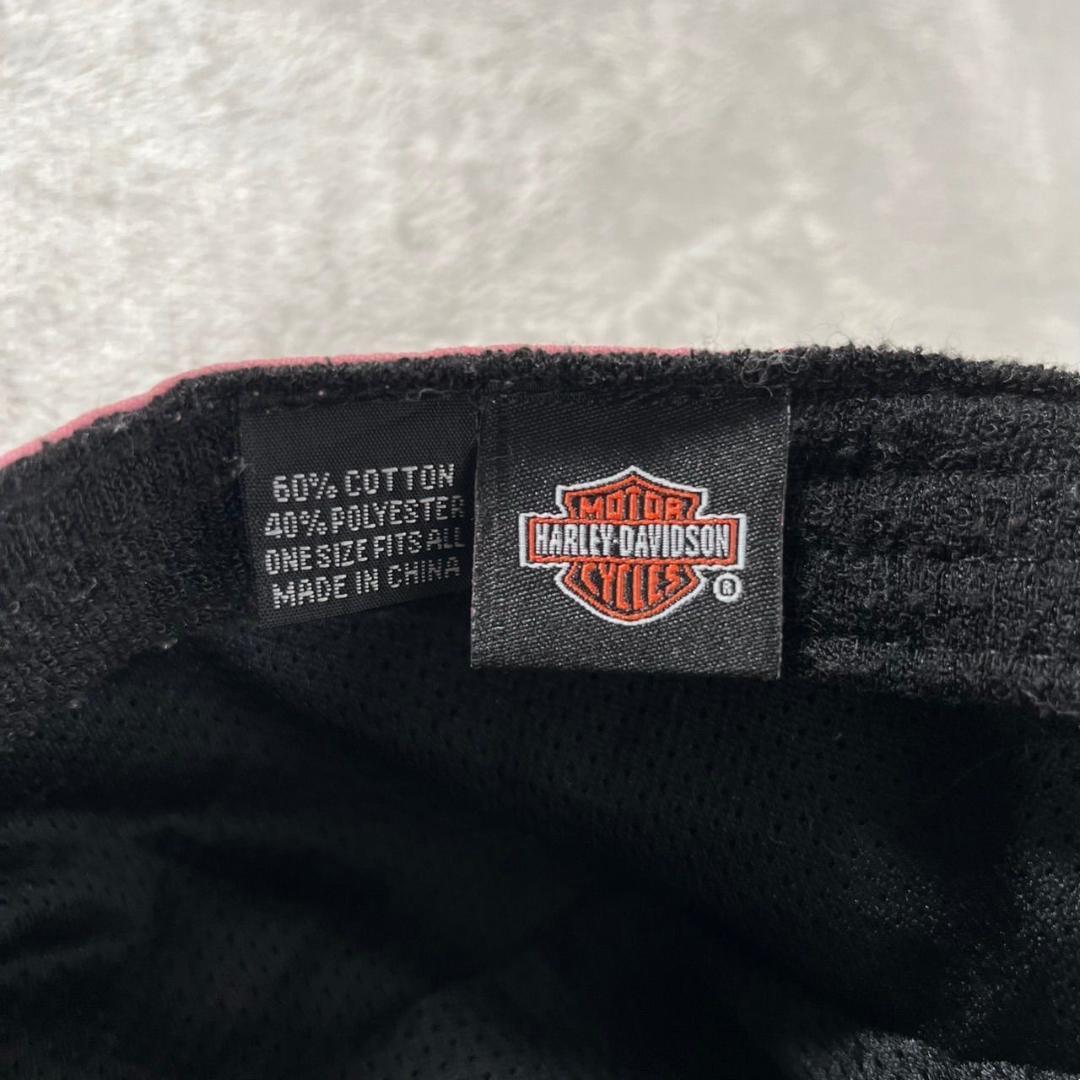 60% COTTON
40% POLYESTER
ONE SIZE FITS ALL
MADE IN CHINA
MOTOR
HARLEY-DAVIDSON
CYCLES
®